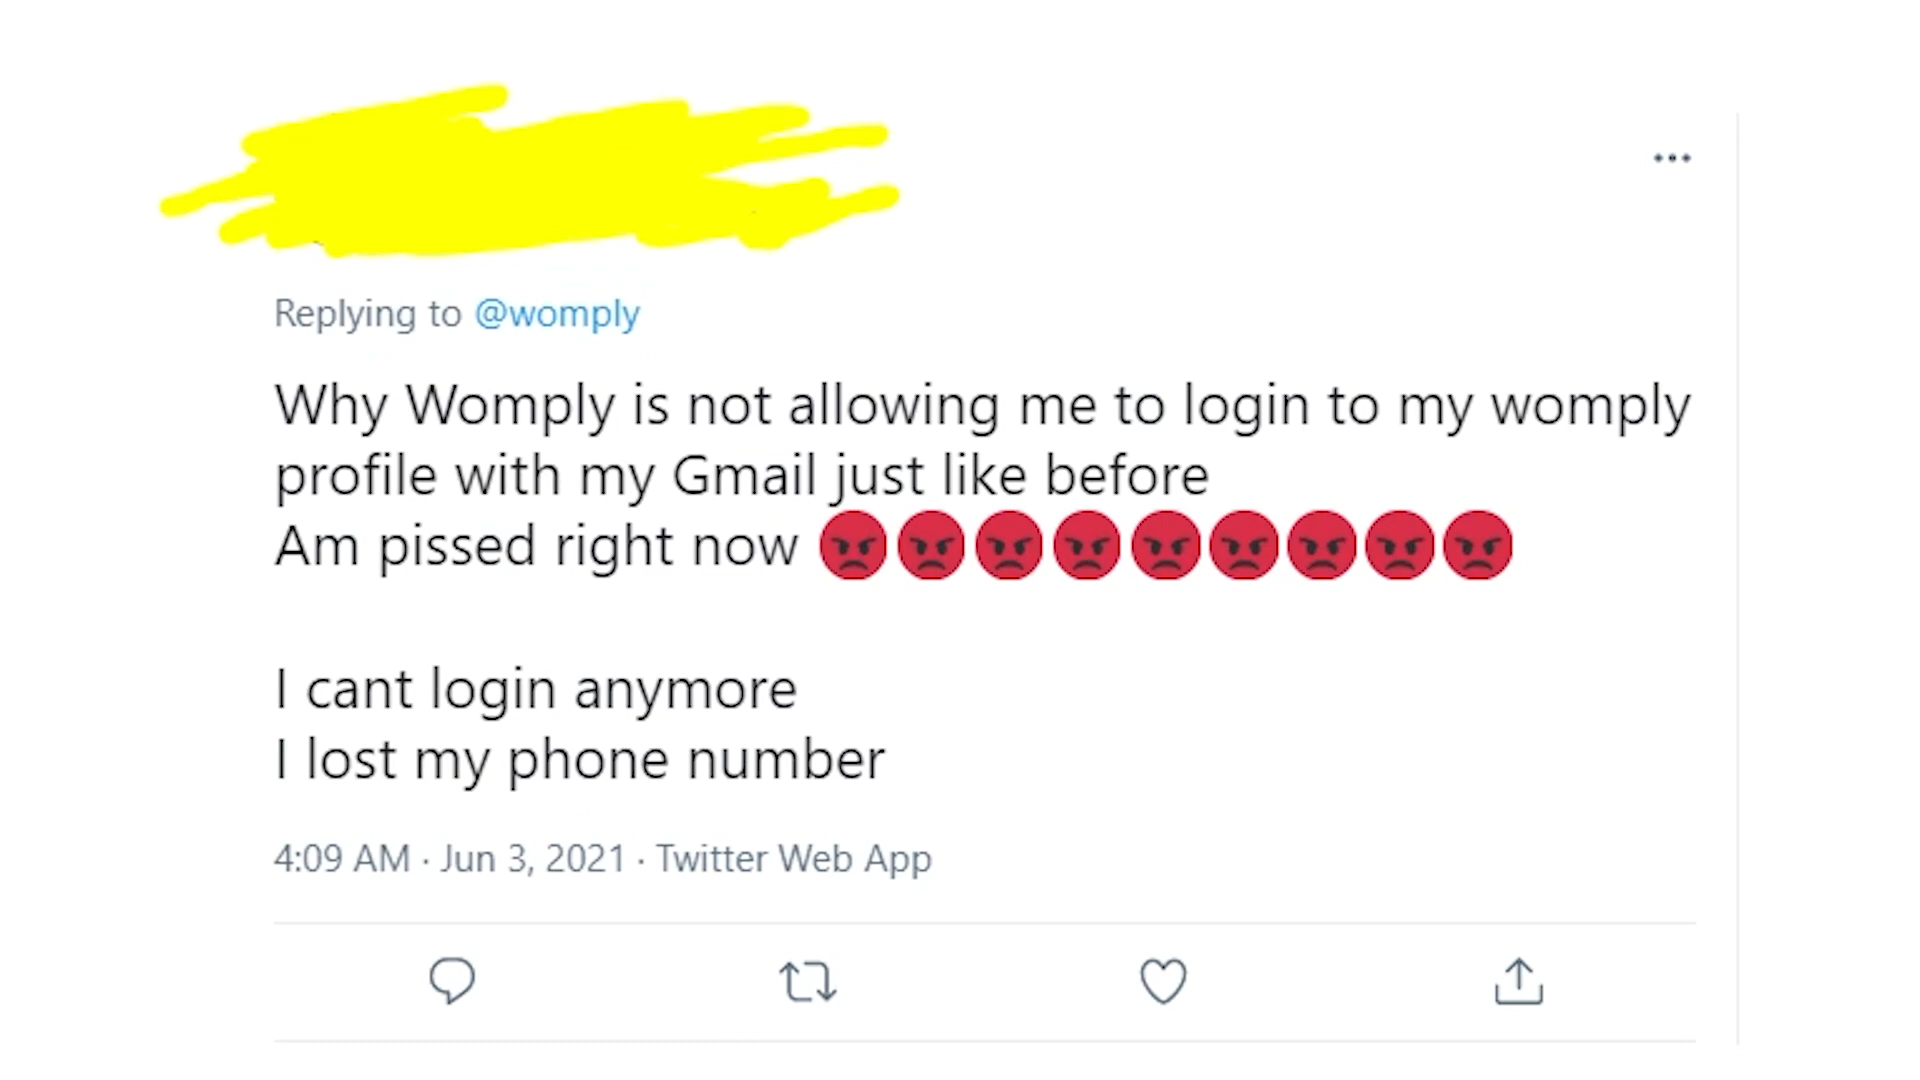 Replying to @womply
Why Womply is not allowing me to login to my womply
profile with my Gmail just like before
Am pissed right now 😡😡😡😡😡😡😡😡😡
I cant login anymore
I lost my phone number
4:09 AM · Jun 3, 2021 · Twitter Web App